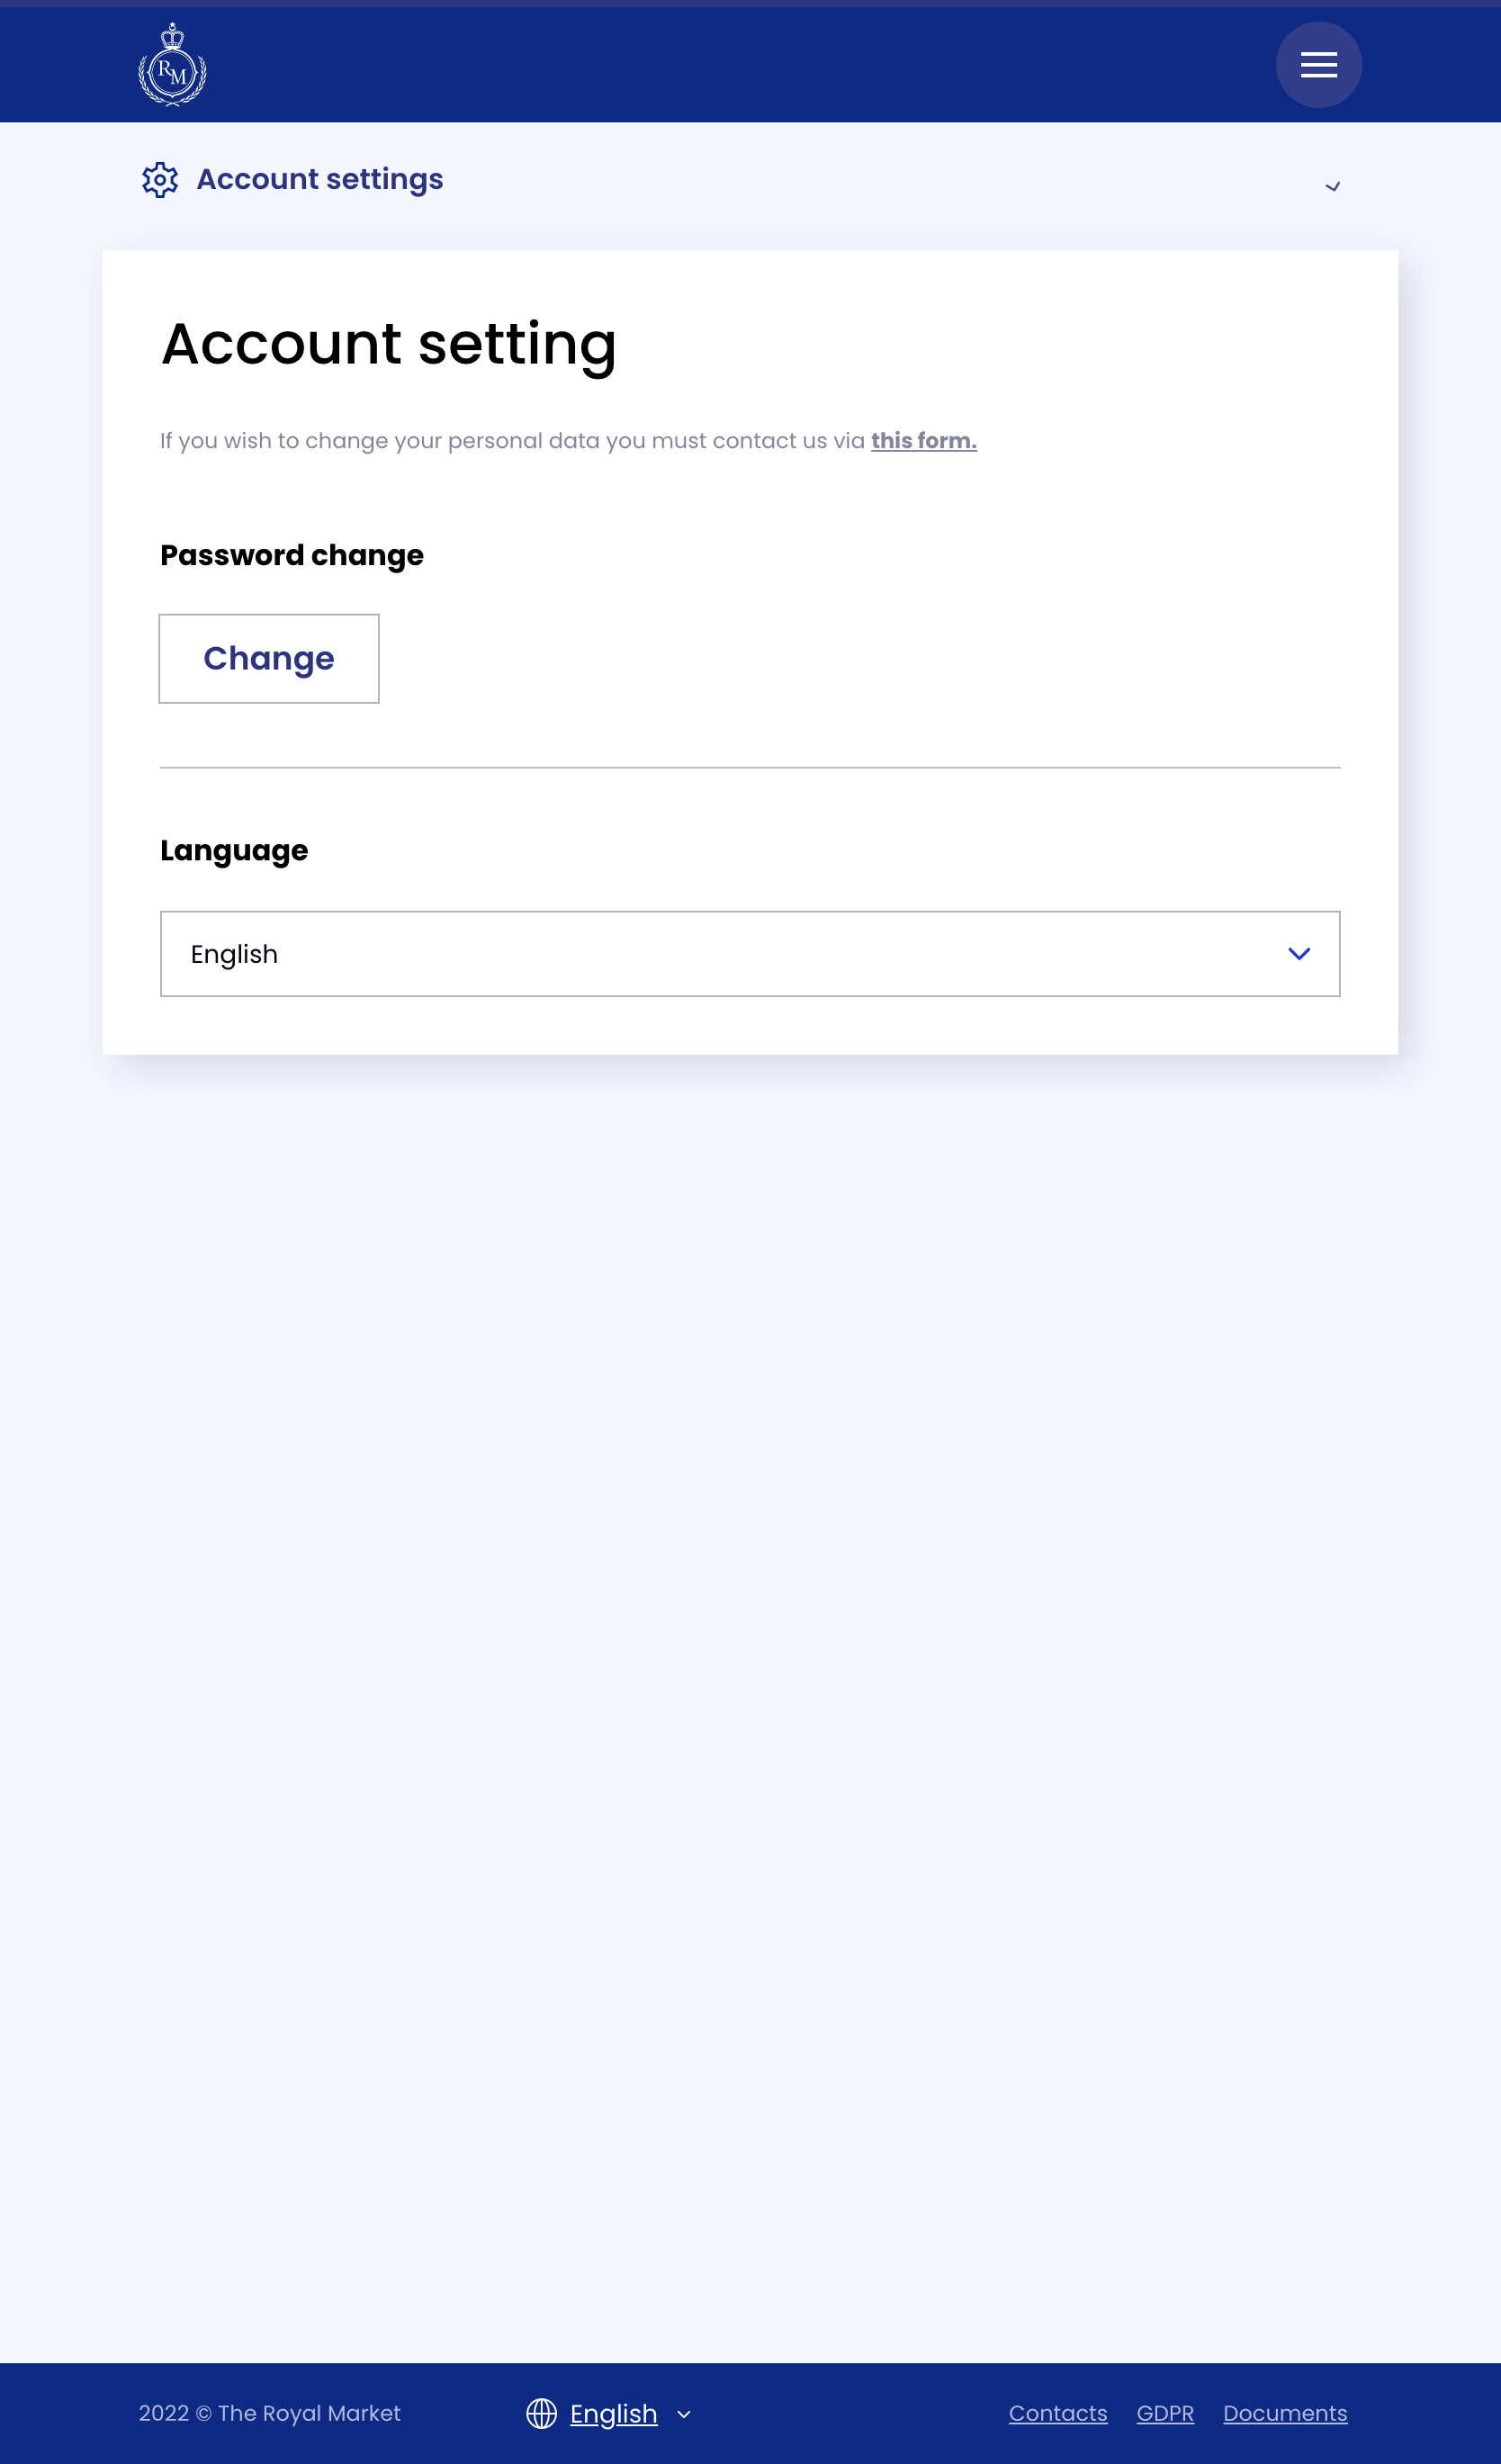 RM
Account settings
Account setting
If you wish to change your personal data you must contact us via this form.
Password change
Change
Language
English
2022 © The Royal Market
English
Contacts GDPR Documents